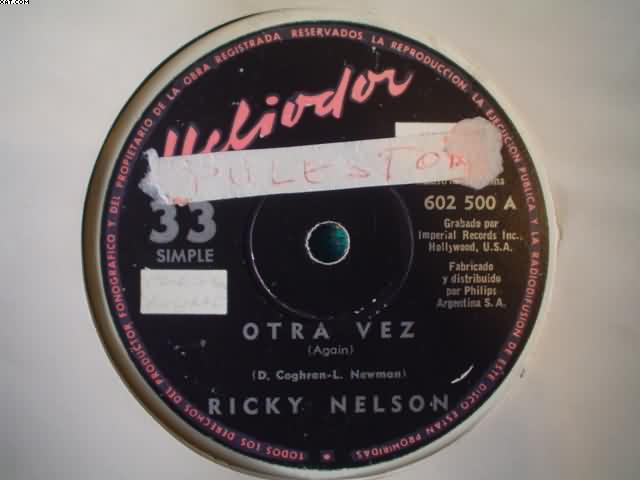 XAT.COM
Heliodor
PULESTON
33
SIMPLE
602 500 A
Grabado por
Imperial Records Inc.,
Hollywood, U.S.A.
Fabricado
y distribuido
por Philips
Argentina S. A.
OTRA VEZ
(Again)
(D. Coghren-L. Newman)
RICKY NELSON
TODOS LOS DERECHOS DEL PRODUCTOR FONOGRAFICO Y DEL PROPIETARIO DE LA OBRA REGISTRADA RESERVADOS LA REPRODUCCION, LA EJECUCION PUBLICA Y LA RADIODIFUSION DE ESTE DISCO ESTAN PROHIBIDAS